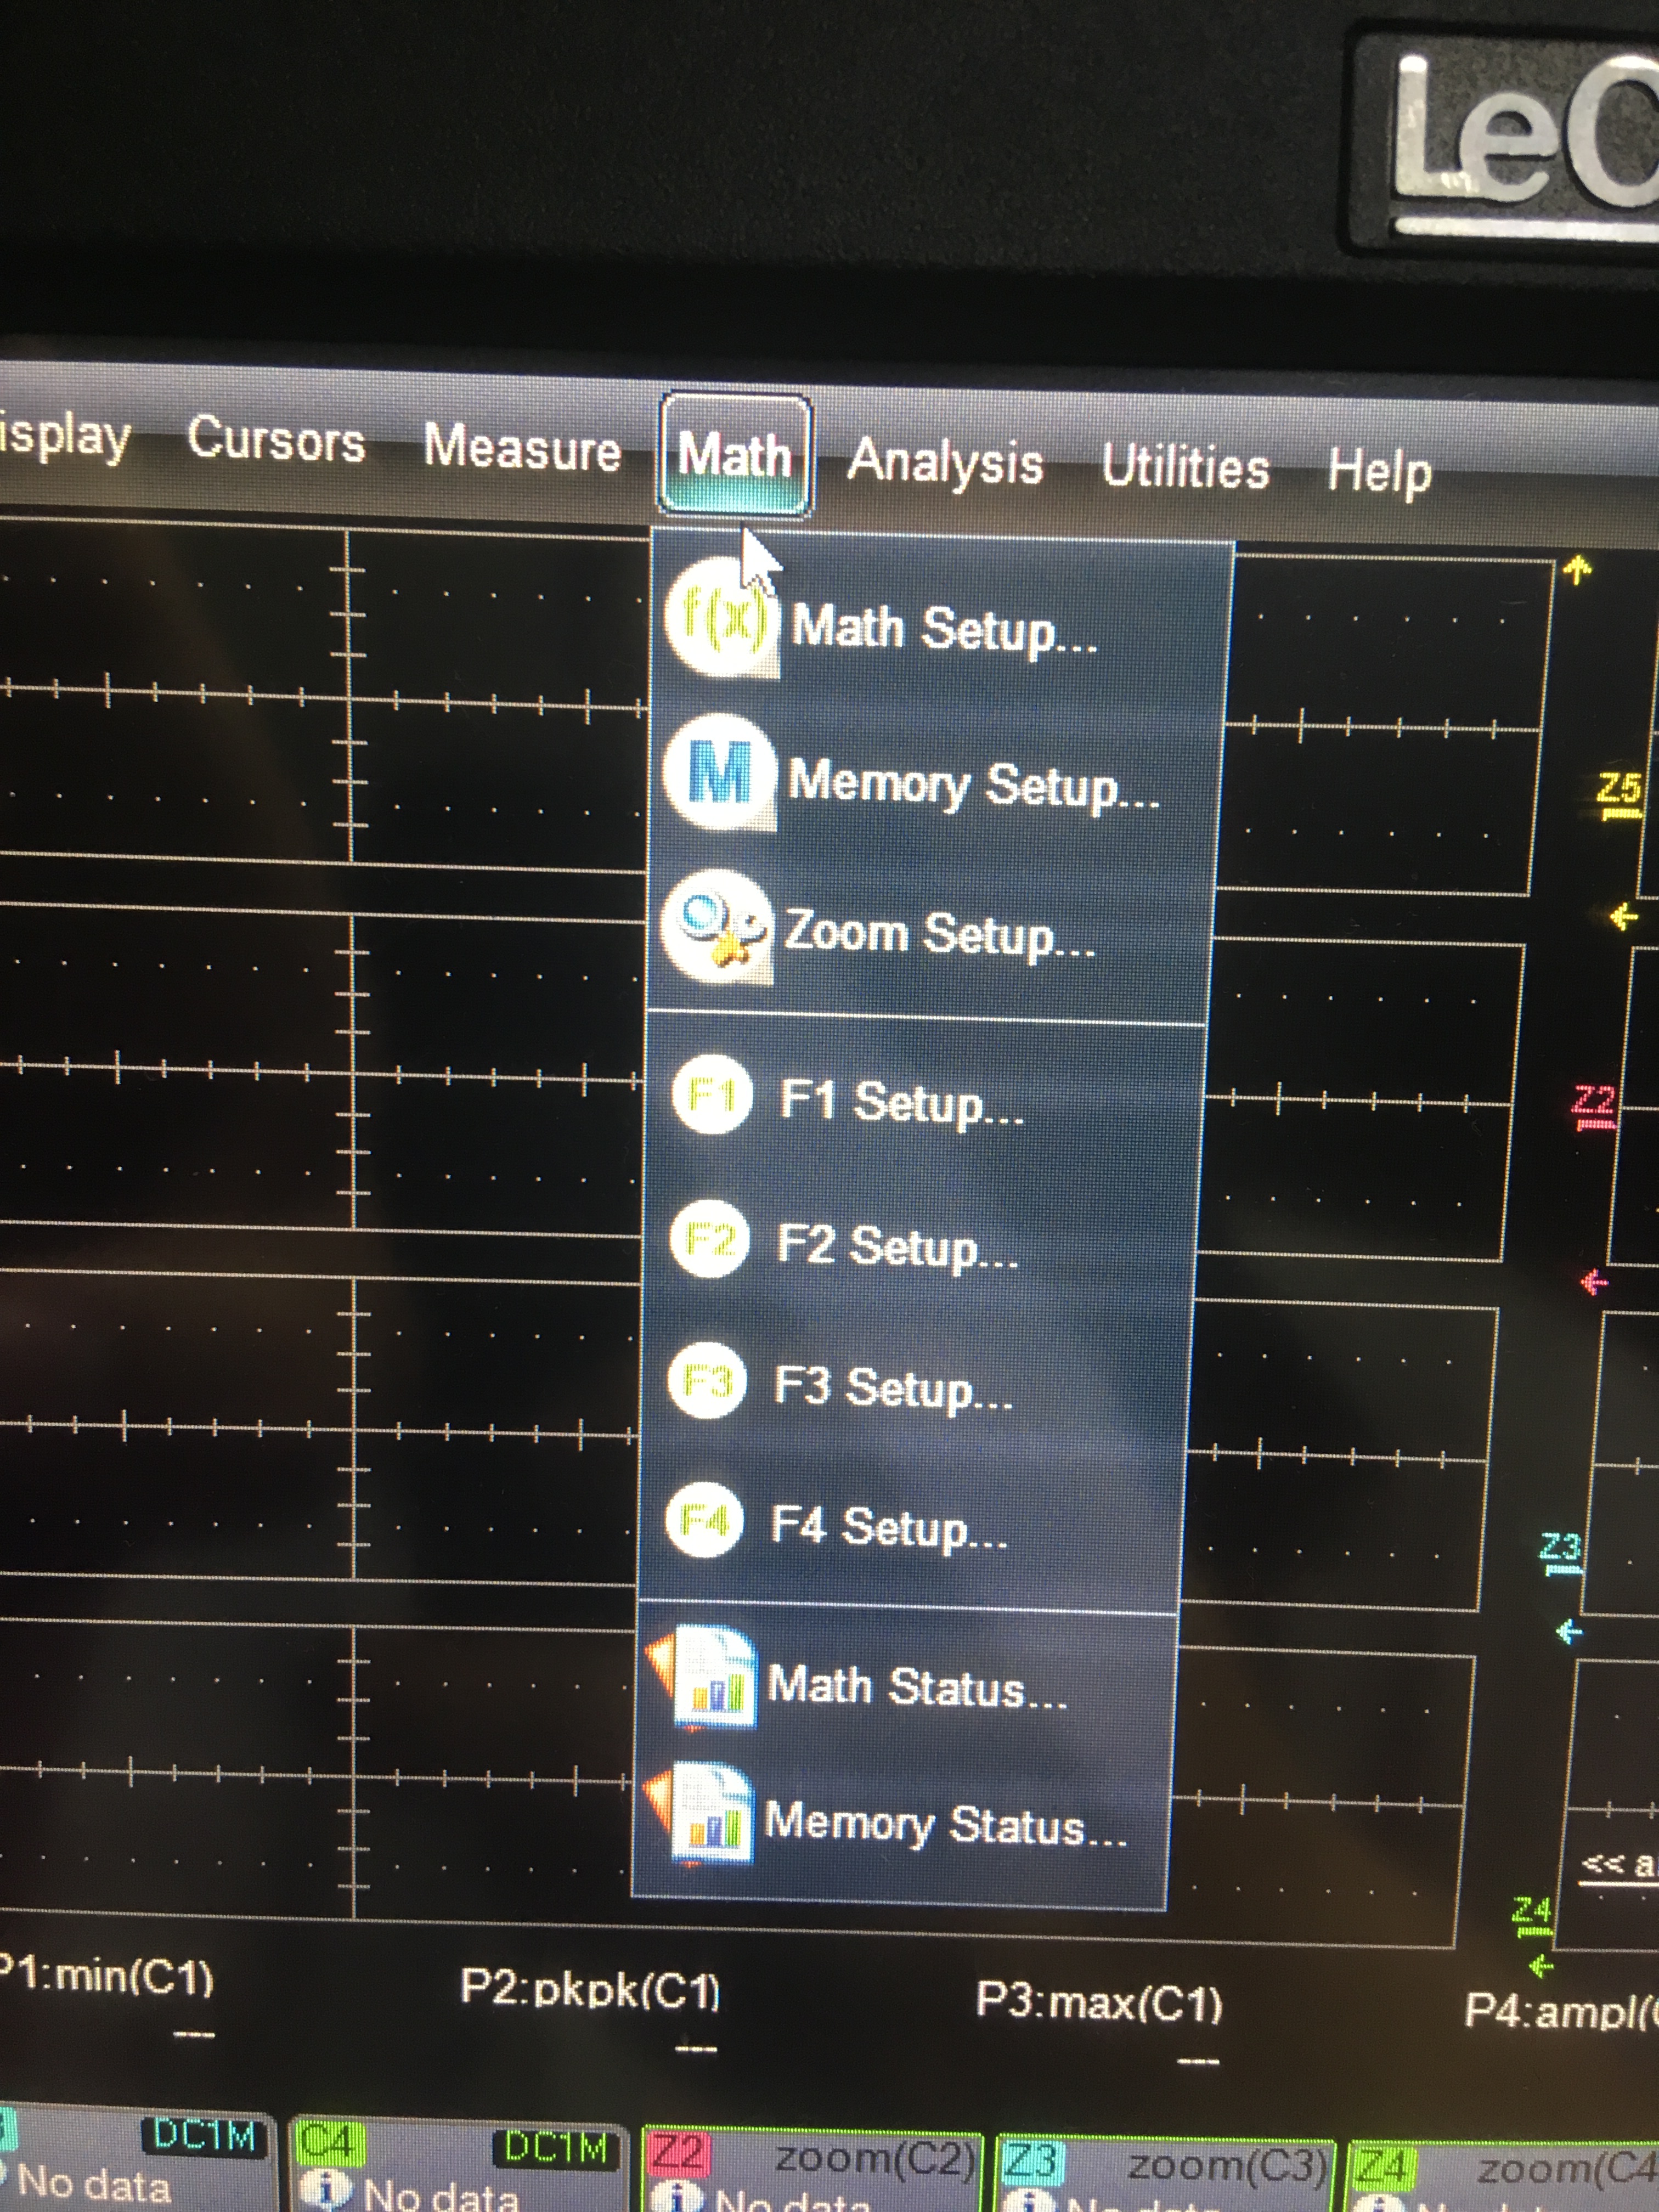 LeC
isplay Cursors Measure Math Analysis Utilities Help
f(x) Math Setup...
M Memory Setup...
Z5
Zoom Setup...
F1 F1 Setup...
Z2
F2 F2 Setup...
F3 F3 Setup...
F4 F4 Setup...
Z3
Math Status...
Memory Status...
<< a
Z4
P1:min(C1) P2:pkpk(C1) P3:max(C1) P4:ampl(
--- --- ---
DC1M C4 DC1M Z2 zoom(C2) Z3 zoom(C3) Z4 zoom(C4
No data i No data i No data i No data i